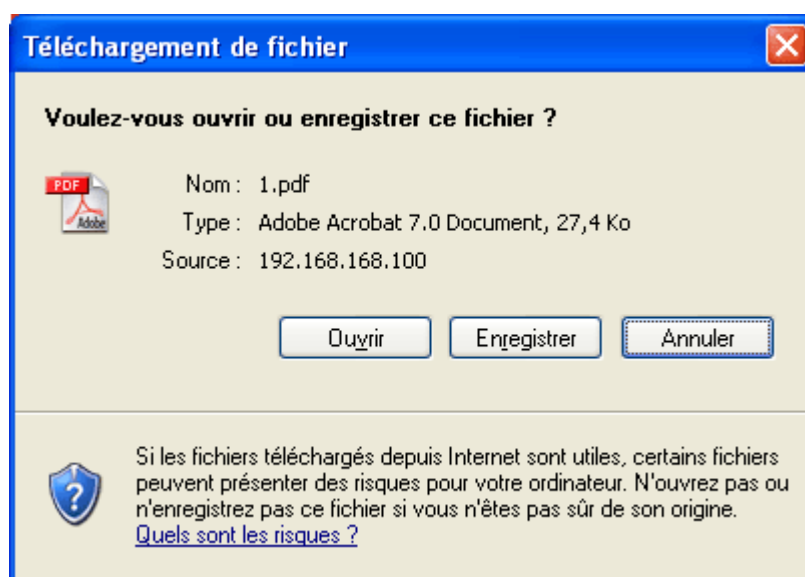 Téléchargement de fichier
Voulez-vous ouvrir ou enregistrer ce fichier ?
PDF
Adobe
Nom : 1.pdf
Type : Adobe Acrobat 7.0 Document, 27,4 Ko
Source : 192.168.168.100
Ouvrir Enregistrer Annuler
Si les fichiers téléchargés depuis Internet sont utiles, certains fichiers
peuvent présenter des risques pour votre ordinateur. N'ouvrez pas ou
n'enregistrez pas ce fichier si vous n'êtes pas sûr de son origine.
Quels sont les risques ?